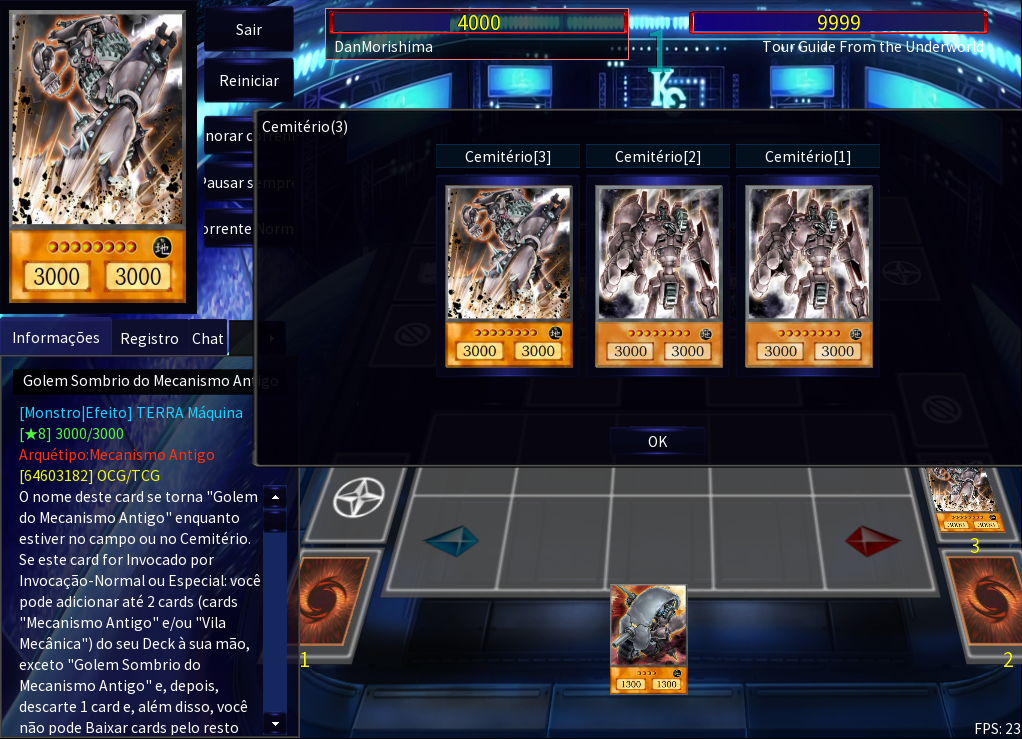 Sair
Reiniciar
norar c
Pausar sempre
orrente Norm
4000
9999
DanMorishima
1
Tour Guide From the Underworld
KC
Cemitério(3)
Cemitério[3]
Cemitério[2]
Cemitério[1]
3000 3000
3000 3000
3000 3000
3000 3000
OK
Informações
Registro
Chat
Golem Sombrio do Mecanismo Antigo
[Monstro|Efeito] TERRA Máquina
[★8] 3000/3000
Arquétipo:Mecanismo Antigo
[64603182] OCG/TCG
O nome deste card se torna "Golem
do Mecanismo Antigo" enquanto
estiver no campo ou no Cemitério.
Se este card for Invocado por
Invocação-Normal ou Especial: você
pode adicionar até 2 cards (cards
"Mecanismo Antigo" e/ou "Vila
Mecânica") do seu Deck à sua mão,
exceto "Golem Sombrio do
Mecanismo Antigo" e, depois,
descarte 1 card e, além disso, você
não pode Baixar cards pelo resto
3000 3000
3
1
2
1300 1300
FPS: 23